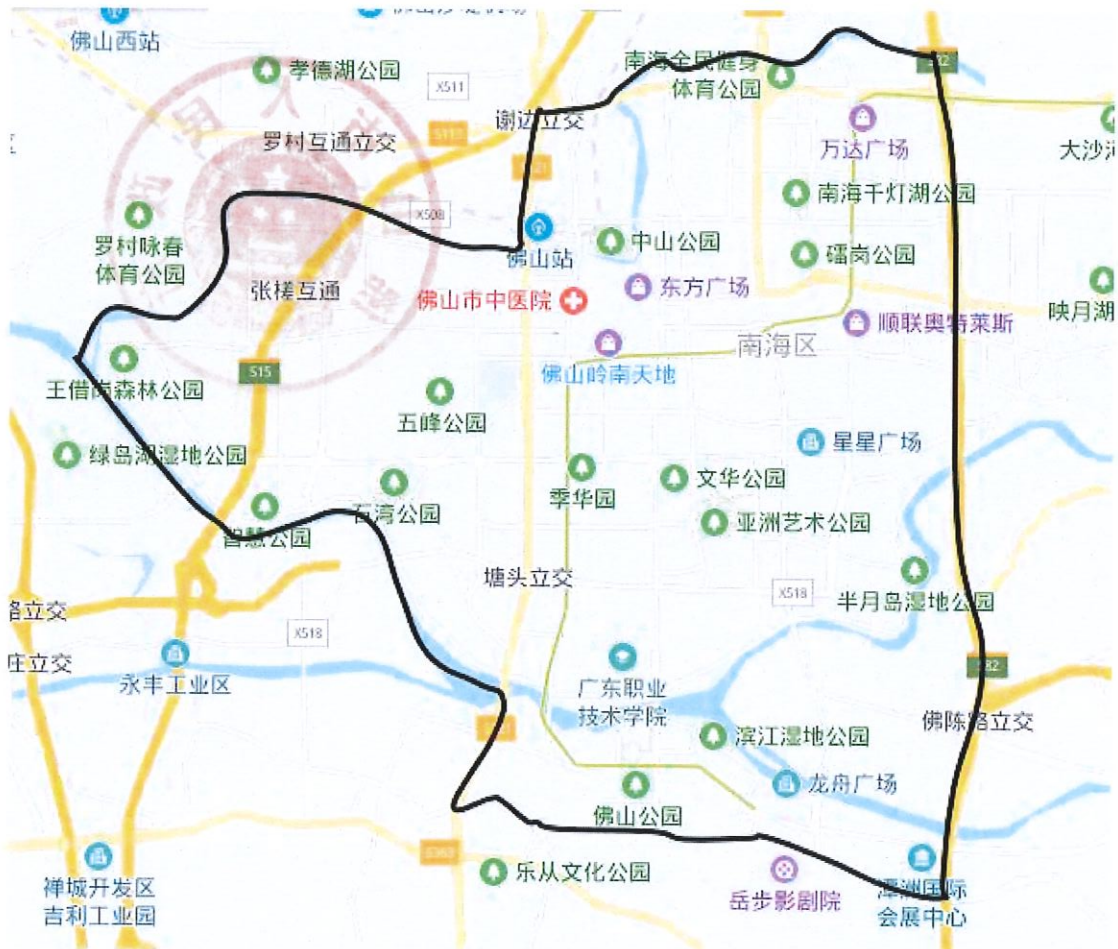 佛山西站
孝德湖公园
X511
南海全民健身
体育公园
S82
谢边立交
罗村互通立交
万达广场
南海千灯湖公园
罗村咏春
体育公园
X508
佛山站
中山公园
礌岗公园
张槎互通
佛山市中医院
东方广场
映月湖
顺联奥特莱斯
南海区
王借岗森林公园
S15
佛山岭南天地
五峰公园
星星广场
绿岛湖湿地公园
石湾公园
季华园
文华公园
智慧公园
亚洲艺术公园
塘头立交
X518
半月岛湿地公园
路立交
X518
庄立交
永丰工业区
广东职业
技术学院
S82
佛陈路立交
滨江湿地公园
龙舟广场
佛山公园
禅城开发区
吉利工业园
乐从文化公园
岳步影剧院
潭洲国际
会展中心